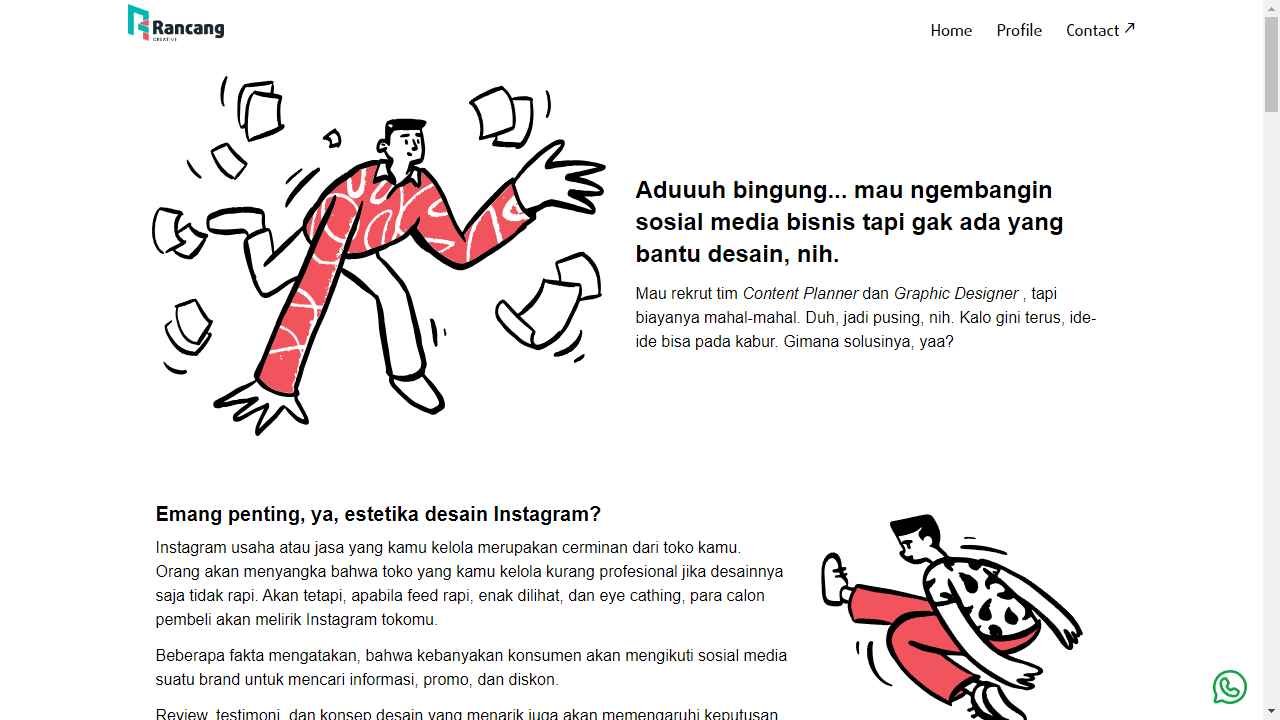 Rancang
CREATIVE
Home Profile Contact ↗
Aduuuh bingung... mau ngembangin
sosial media bisnis tapi gak ada yang
bantu desain, nih.
Mau rekrut tim Content Planner dan Graphic Designer , tapi
biayanya mahal-mahal. Duh, jadi pusing, nih. Kalo gini terus, ide-
ide bisa pada kabur. Gimana solusinya, yaa?
Emang penting, ya, estetika desain Instagram?
Instagram usaha atau jasa yang kamu kelola merupakan cerminan dari toko kamu.
Orang akan menyangka bahwa toko yang kamu kelola kurang profesional jika desainnya
saja tidak rapi. Akan tetapi, apabila feed rapi, enak dilihat, dan eye cathing, para calon
pembeli akan melirik Instagram tokomu.
Beberapa fakta mengatakan, bahwa kebanyakan konsumen akan mengikuti sosial media
suatu brand untuk mencari informasi, promo, dan diskon.
Review, testimoni, dan konsep desain yang menarik juga akan memengaruhi keputusan